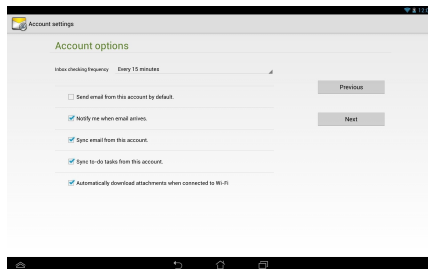 Account settings
Account options
Inbox checking frequency Every 15 minutes
Previous
Send email from this account by default.
Notify me when email arrives.
Next
Sync email from this account.
Sync to-do tasks from this account.
Automatically download attachments when connected to Wi-Fi